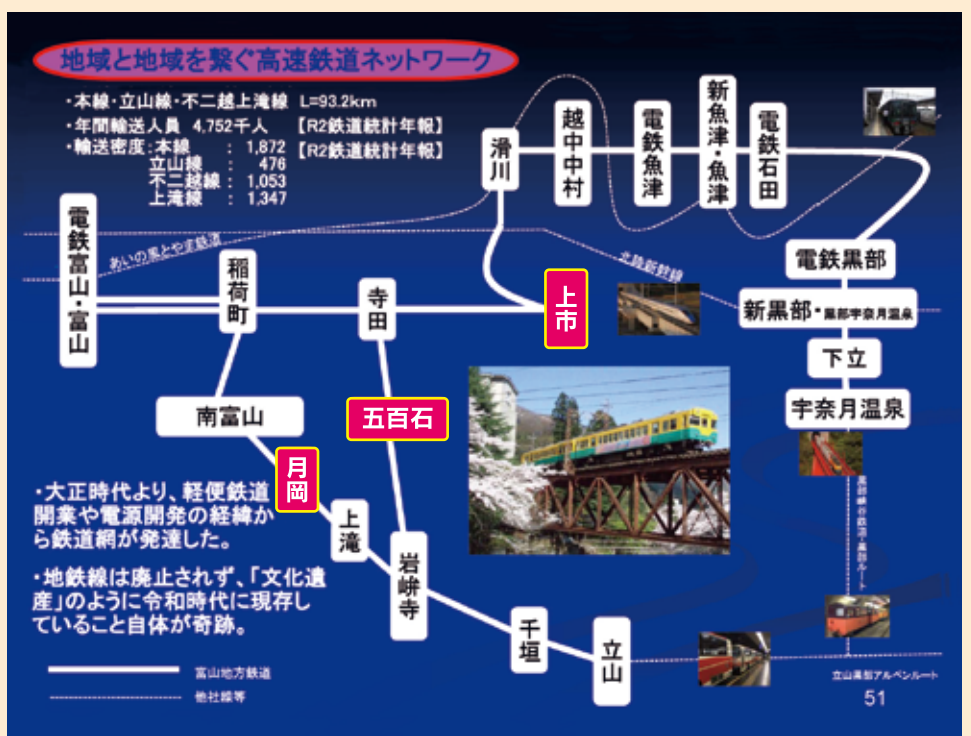 地域と地域を繋ぐ高速鉄道ネットワーク
・本線・立山線・不二越上滝線 L=93.2km
・年間輸送人員 4,752千人 【R2鉄道統計年報】
・輸送密度:本線 : 1,872 【R2鉄道統計年報】
立山線 : 476
不二越線 : 1,053
上滝線 : 1,347
電鉄富山・富山
あいの風とやま鉄道
稲荷町
寺田
上市
滑川
越中中村
電鉄魚津
新魚津・魚津
電鉄石田
北陸新幹線
電鉄黒部
新黒部・黒部宇奈月温泉
下立
宇奈月温泉
南富山
月岡
上滝
五百石
岩峅寺
千垣
立山
黒部峡谷鉄道・黒部ルート
・大正時代より、軽便鉄道
開業や電源開発の経緯か
ら鉄道網が発達した。
・地鉄線は廃止されず、「文化遺
産」のように令和時代に現存し
ていること自体が奇跡。
富山地方鉄道
他社線等
立山黒部アルペンルート
51